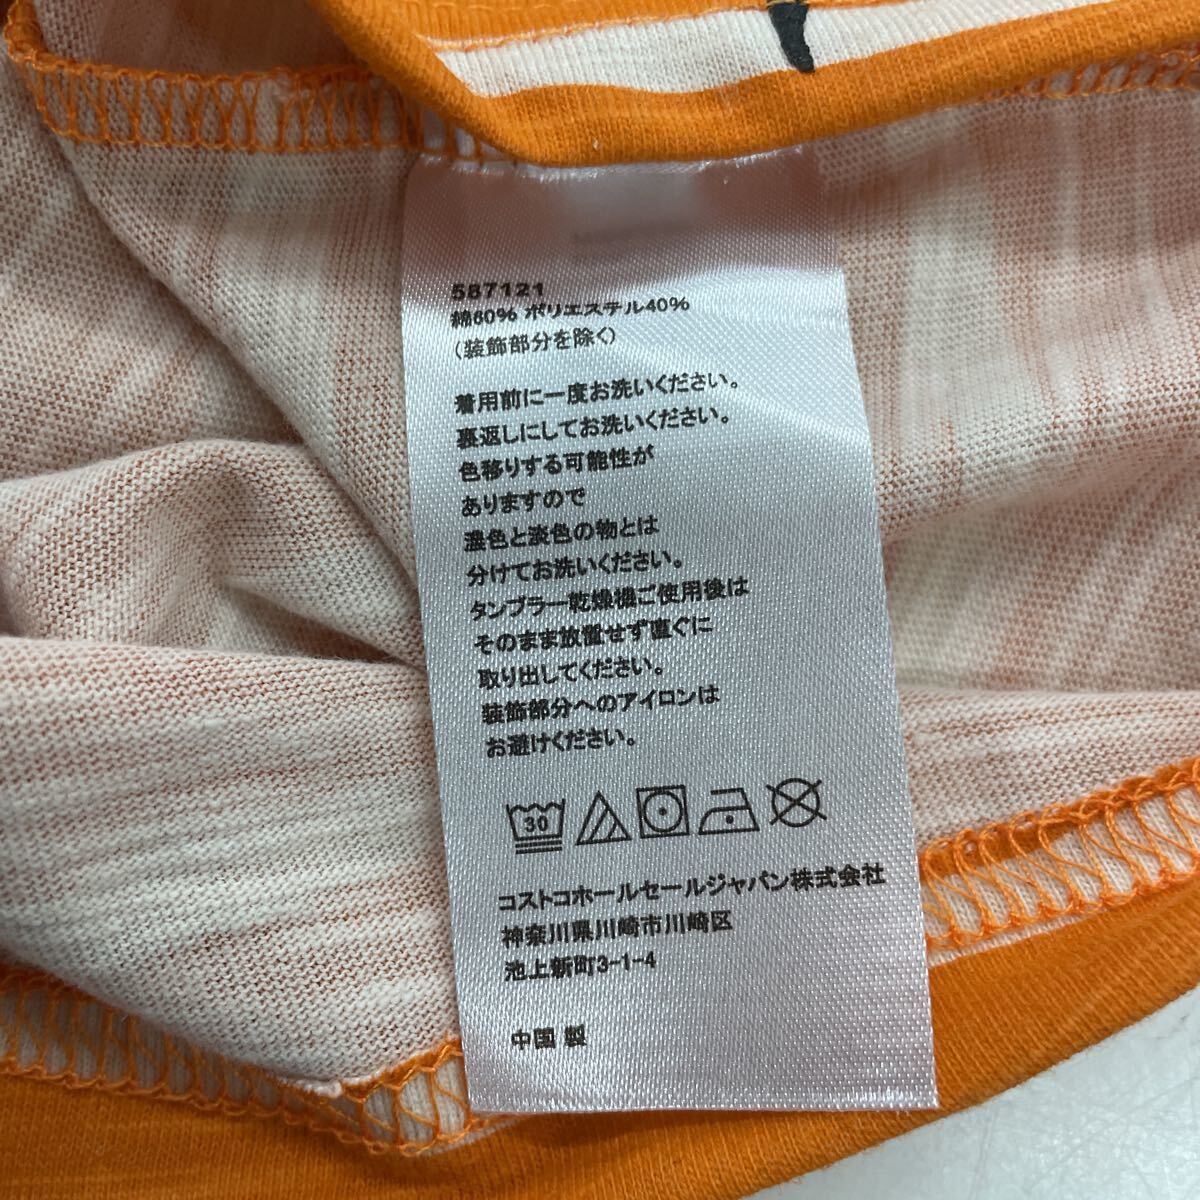 587121
綿60% ポリエステル40%
(装飾部分を除く)
着用前に一度お洗いください。
裏返しにしてお洗いください。
色移りする可能性が
ありますので
濃色と淡色の物とは
分けてお洗いください。
タンブラー乾燥機ご使用後は
そのまま放置せず直ぐに
取り出してください。
装飾部分へのアイロンは
お避けください。
30
コストコホールセールジャパン株式会社
神奈川県川崎市川崎区
池上新町3-1-4
中国 製